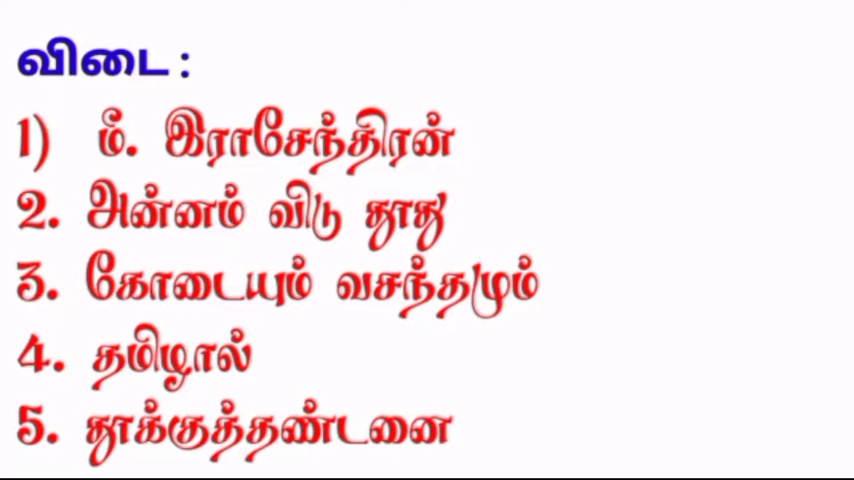 விடை :
1) மீ. இராசேந்திரன்
2. அன்னம் விடு தூது
3. கோடையும் வசந்தமும்
4. தமிழால்
5. தூக்குத்தண்டனை